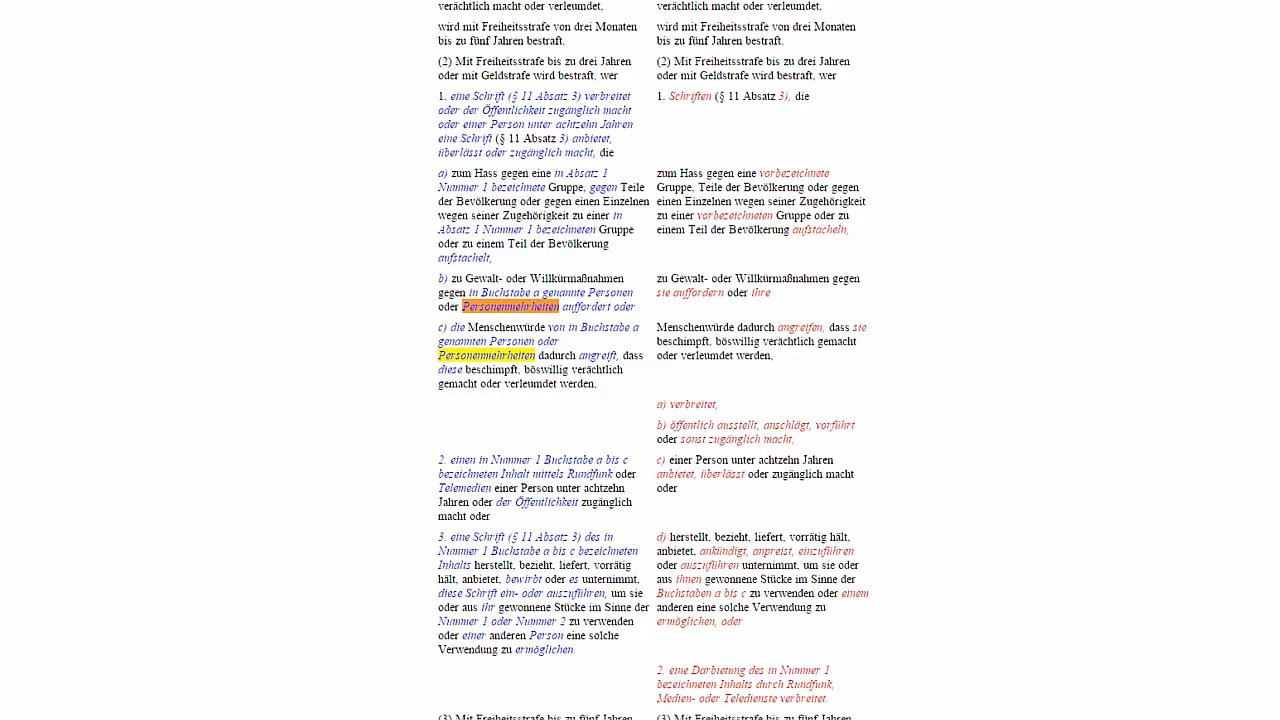 verächtlich macht oder verleumdet,
wird mit Freiheitsstrafe von drei Monaten
bis zu fünf Jahren bestraft.
(2) Mit Freiheitsstrafe bis zu drei Jahren
oder mit Geldstrafe wird bestraft, wer
1. eine Schrift (§ 11 Absatz 3) verbreitet
oder der Öffentlichkeit zugänglich macht
oder einer Person unter achtzehn Jahren
eine Schrift (§ 11 Absatz 3) anbietet,
überlässt oder zugänglich macht, die
a) zum Hass gegen eine in Absatz 1
Nummer 1 bezeichnete Gruppe, gegen Teile
der Bevölkerung oder gegen einen Einzelnen
wegen seiner Zugehörigkeit zu einer in
Absatz 1 Nummer 1 bezeichneten Gruppe
oder zu einem Teil der Bevölkerung
aufstachelt,
b) zu Gewalt- oder Willkürmaßnahmen
gegen in Buchstabe a genannte Personen
oder Personenmehrheiten auffordert oder
c) die Menschenwürde von in Buchstabe a
genannten Personen oder
Personenmehrheiten dadurch angreift, dass
diese beschimpft, böswillig verächtlich
gemacht oder verleumdet werden,
2. einen in Nummer 1 Buchstabe a bis c
bezeichneten Inhalt mittels Rundfunk oder
Telemedien einer Person unter achtzehn
Jahren oder der Öffentlichkeit zugänglich
macht oder
3. eine Schrift (§ 11 Absatz 3) des in
Nummer 1 Buchstabe a bis c bezeichneten
Inhalts herstellt, bezieht, liefert, vorrätig
hält, anbietet, bewirbt oder es unternimmt,
diese Schrift ein- oder auszuführen, um sie
oder aus ihr gewonnene Stücke im Sinne der
Nummer 1 oder Nummer 2 zu verwenden
oder einer anderen Person eine solche
Verwendung zu ermöglichen.
(3) Mit Freiheitsstrafe bis zu fünf Jahren
verächtlich macht oder verleumdet,
wird mit Freiheitsstrafe von drei Monaten
bis zu fünf Jahren bestraft.
(2) Mit Freiheitsstrafe bis zu drei Jahren
oder mit Geldstrafe wird bestraft, wer
1. Schriften (§ 11 Absatz 3), die
zum Hass gegen eine vorbezeichnete
Gruppe, Teile der Bevölkerung oder gegen
einen Einzelnen wegen seiner Zugehörigkeit
zu einer vorbezeichneten Gruppe oder zu
einem Teil der Bevölkerung aufstacheln,
zu Gewalt- oder Willkürmaßnahmen gegen
sie auffordern oder ihre
Menschenwürde dadurch angreifen, dass sie
beschimpft, böswillig verächtlich gemacht
oder verleumdet werden,
a) verbreitet,
b) öffentlich ausstellt, anschlägt, vorführt
oder sonst zugänglich macht,
c) einer Person unter achtzehn Jahren
anbietet, überlässt oder zugänglich macht
oder
d) herstellt, bezieht, liefert, vorrätig hält,
anbietet, ankündigt, anpreist, einzuführen
oder auszuführen unternimmt, um sie oder
aus ihnen gewonnene Stücke im Sinne der
Buchstaben a bis c zu verwenden oder einem
anderen eine solche Verwendung zu
ermöglichen, oder
2. eine Darbietung des in Nummer 1
bezeichneten Inhalts durch Rundfunk,
Medien- oder Teledienste verbreitet.
(3) Mit Freiheitsstrafe bis zu fünf Jahren